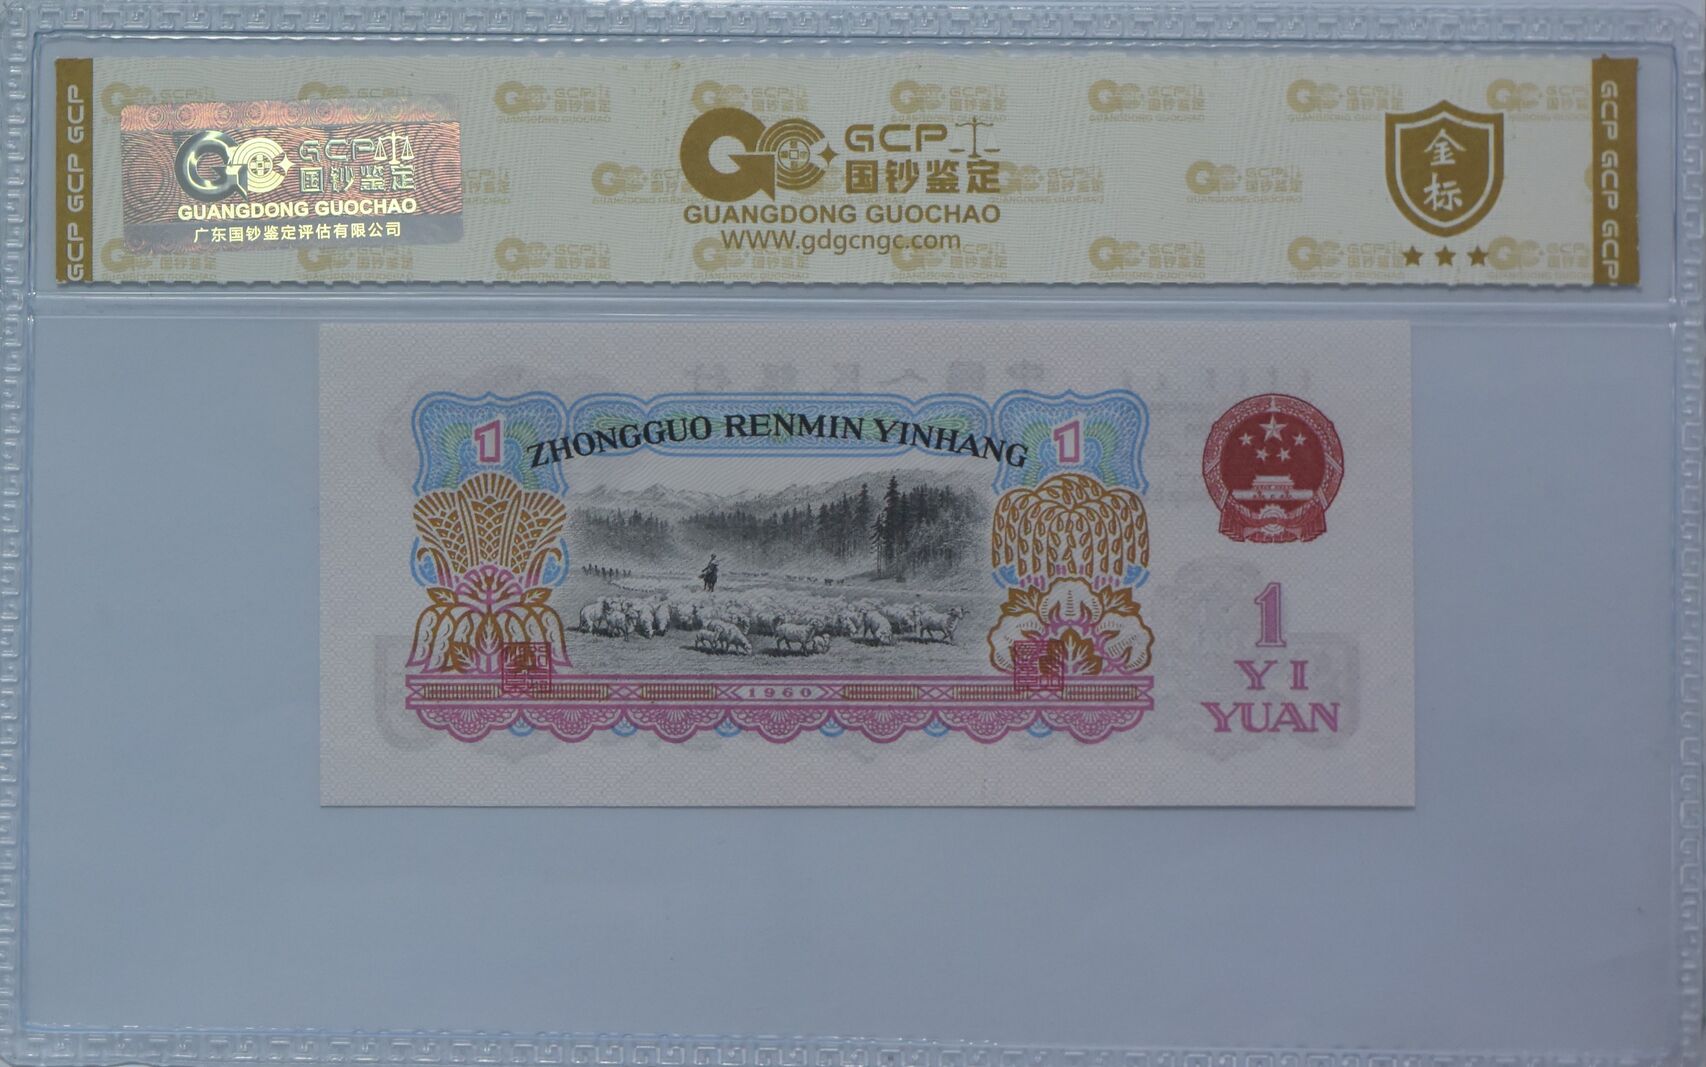 GCP GCP GCP
GCP
国钞鉴定
GUANGDONG GUOCHAO
广东国钞鉴定评估有限公司
GCP
国钞鉴定
GUANGDONG GUOCHAO
WWW.gdgcngc.com
金
标
GCP GCP GCP
ZHONGGUO RENMIN YINHANG
1
1
1960
1
YI
YUAN